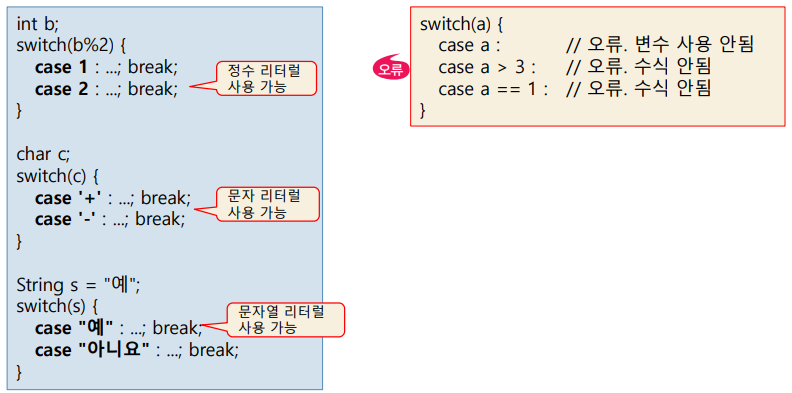 int b;
switch(b%2) {
case 1 : ...; break;
case 2 : ...; break;
}
정수 리터럴
사용 가능
char c;
switch(c) {
case '+' : ...; break;
case '-' : ...; break;
}
문자 리터럴
사용 가능
String s = "예";
switch(s) {
case "예" : ...; break;
case "아니요" : ...; break;
}
문자열 리터럴
사용 가능
오류
switch(a) {
case a : // 오류. 변수 사용 안됨
case a > 3 : // 오류. 수식 안됨
case a == 1 : // 오류. 수식 안됨
}